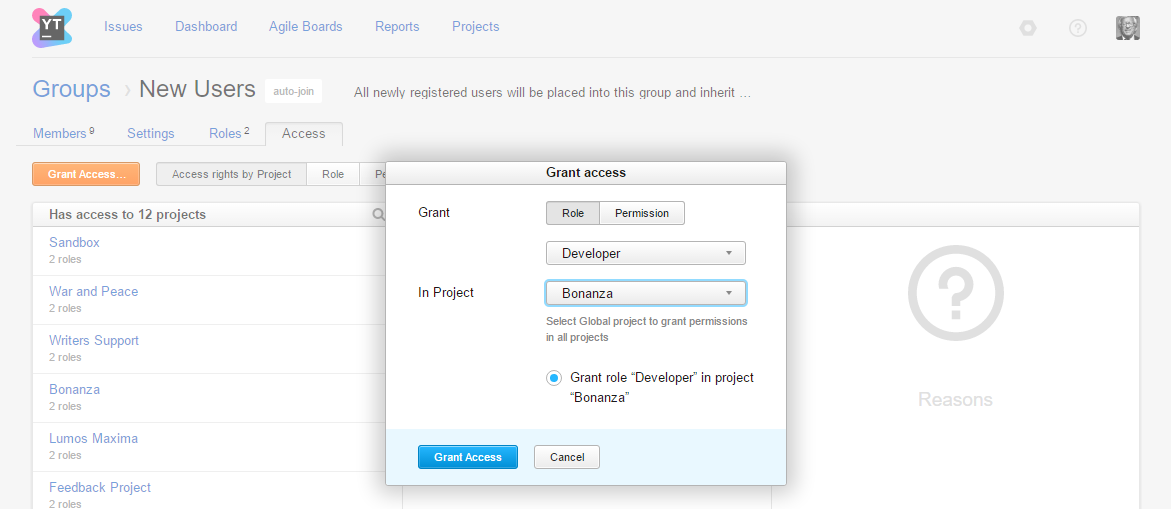 YT
Issues
Dashboard
Agile Boards
Reports
Projects
Groups › New Users
auto-join
All newly registered users will be placed into this group and inherit …
Members 9
Settings
Roles 2
Access
Grant Access...
Access rights by Project
Role
Has access to 12 projects
Sandbox
2 roles
War and Peace
2 roles
Writers Support
2 roles
Bonanza
2 roles
Lumos Maxima
2 roles
Feedback Project
2 roles
Grant access
Grant
Role
Permission
Developer
In Project
Bonanza
Select Global project to grant permissions
in all projects
Grant role “Developer” in project
“Bonanza”
Grant Access
Cancel
?
Reasons